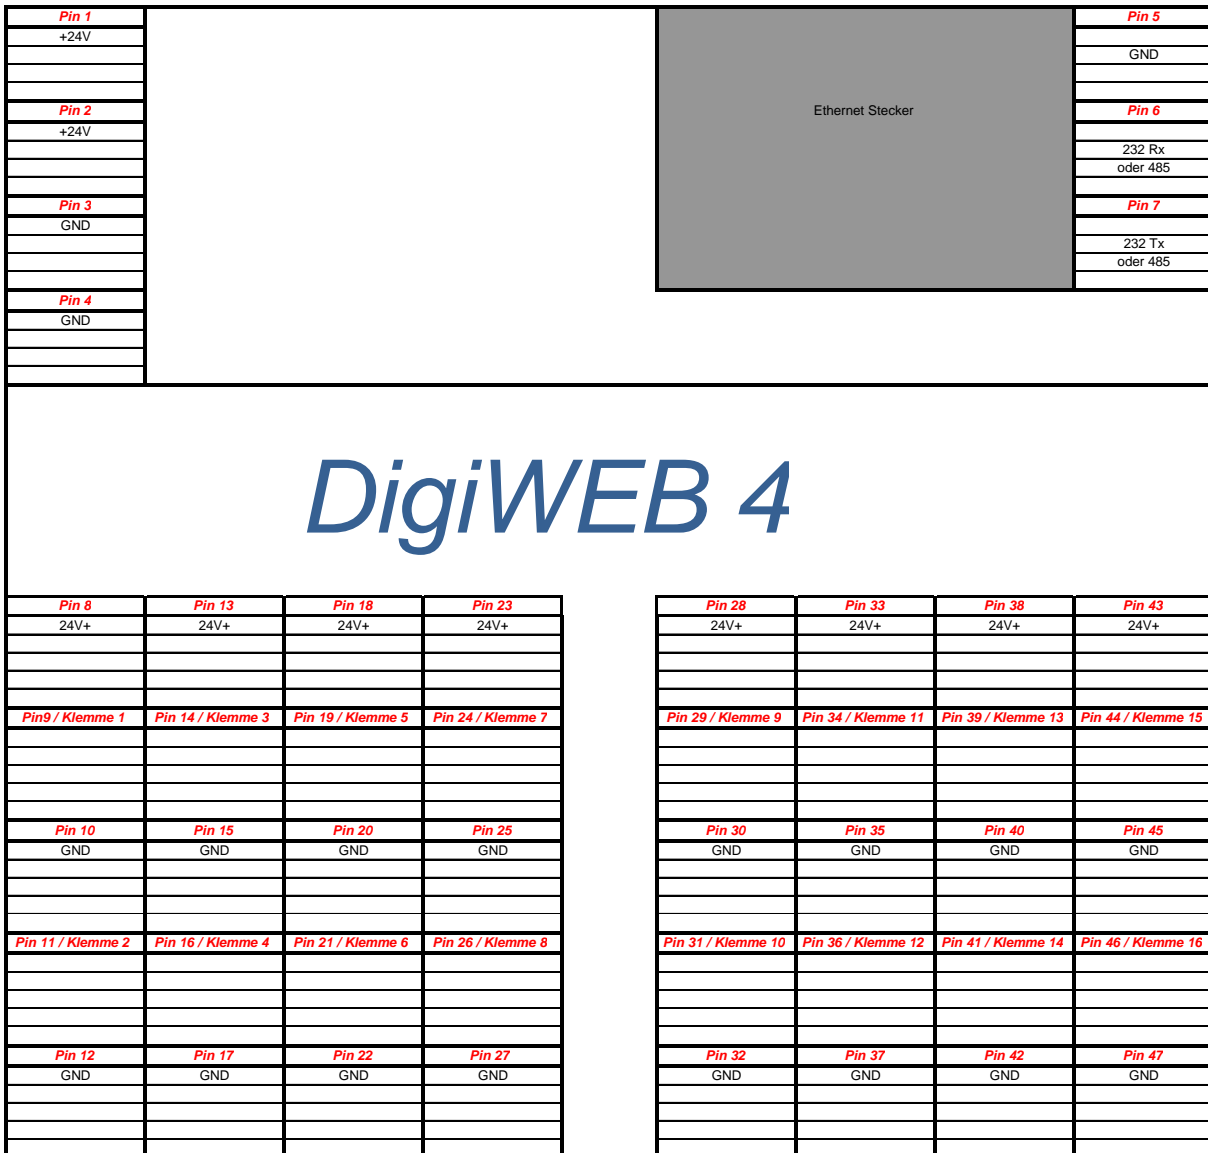 Pin 1
+24V
Pin 2
+24V
Pin 3
GND
Pin 4
GND
Ethernet Stecker
Pin 5
GND
Pin 6
232 Rx
oder 485
Pin 7
232 Tx
oder 485
DigiWEB 4
Pin 8 Pin 13 Pin 18 Pin 23 Pin 28 Pin 33 Pin 38 Pin 43
24V+ 24V+ 24V+ 24V+ 24V+ 24V+ 24V+ 24V+
Pin9 / Klemme 1 Pin 14 / Klemme 3 Pin 19 / Klemme 5 Pin 24 / Klemme 7 Pin 29 / Klemme 9 Pin 34 / Klemme 11 Pin 39 / Klemme 13 Pin 44 / Klemme 15
Pin 10 Pin 15 Pin 20 Pin 25 Pin 30 Pin 35 Pin 40 Pin 45
GND GND GND GND GND GND GND GND
Pin 11 / Klemme 2 Pin 16 / Klemme 4 Pin 21 / Klemme 6 Pin 26 / Klemme 8 Pin 31 / Klemme 10 Pin 36 / Klemme 12 Pin 41 / Klemme 14 Pin 46 / Klemme 16
Pin 12 Pin 17 Pin 22 Pin 27 Pin 32 Pin 37 Pin 42 Pin 47
GND GND GND GND GND GND GND GND